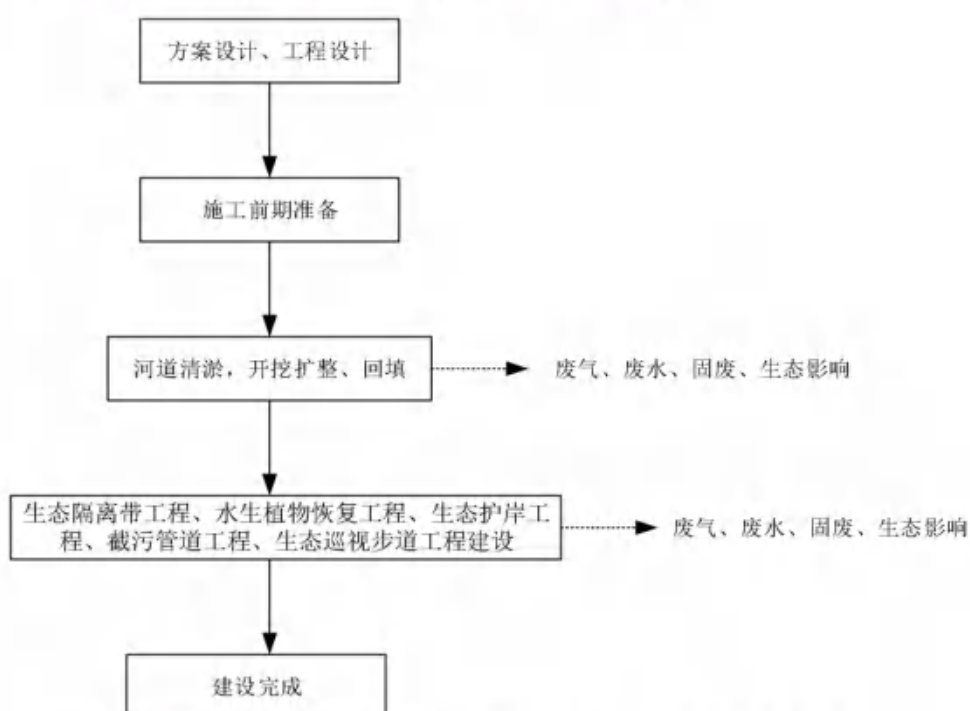 方案设计、工程设计
施工前期准备
河道清淤，开挖扩整、回填
废气、废水、固废、生态影响
生态隔离带工程、水生植物恢复工程、生态护岸工
程、截污管道工程、生态巡视步道工程建设
废气、废水、固废、生态影响
建设完成